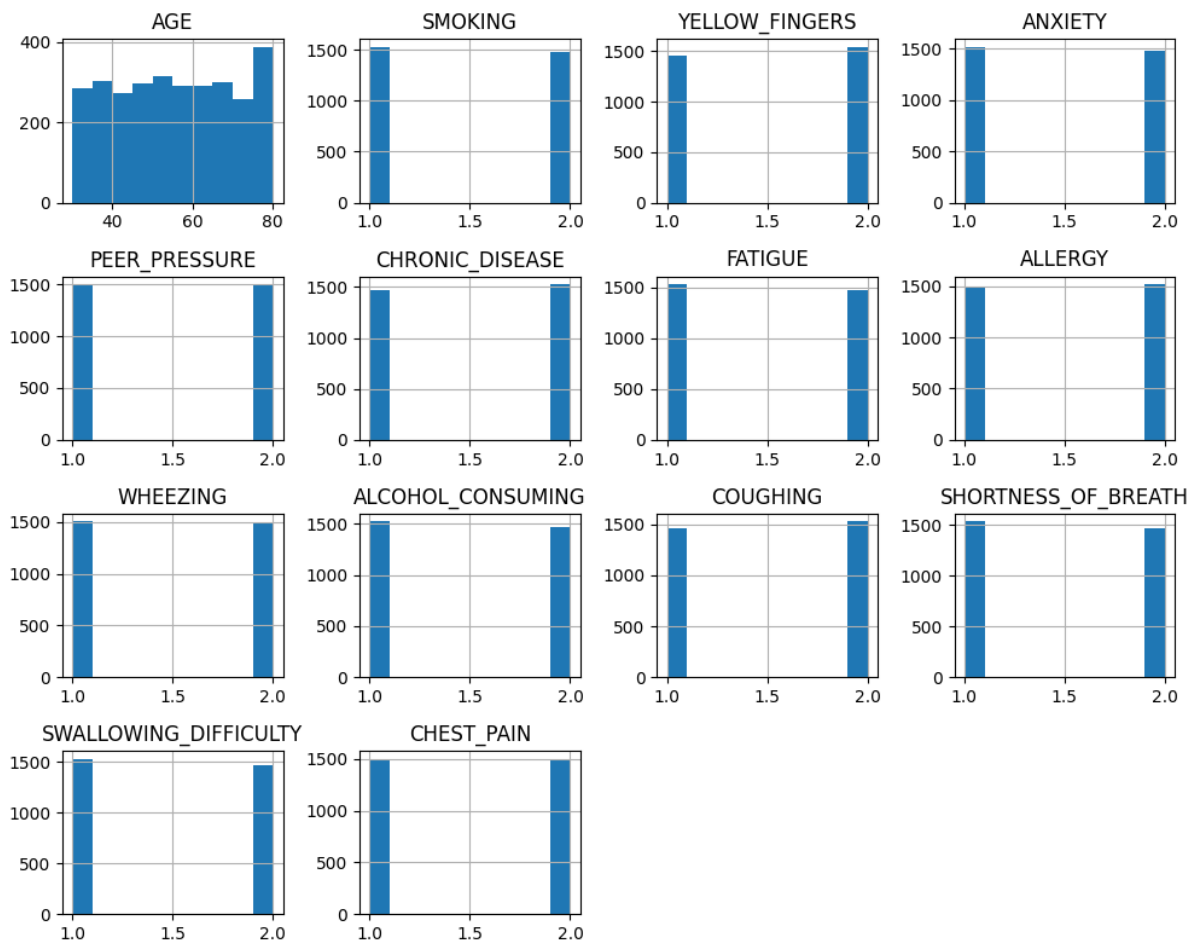 AGE SMOKING YELLOW_FINGERS ANXIETY
400 1500 1500 1500
1000 1000 1000
200
500 500 500
0 0 0 0
40 60 80 1.0 1.5 2.0 1.0 1.5 2.0 1.0 1.5 2.0
PEER_PRESSURE CHRONIC_DISEASE FATIGUE ALLERGY
1500 1500 1500 1500
1000 1000 1000 1000
500 500 500 500
0 0 0 0
1.0 1.5 2.0 1.0 1.5 2.0 1.0 1.5 2.0 1.0 1.5 2.0
WHEEZING ALCOHOL_CONSUMING COUGHING SHORTNESS_OF_BREATH
1500 1500 1500 1500
1000 1000 1000 1000
500 500 500 500
0 0 0 0
1.0 1.5 2.0 1.0 1.5 2.0 1.0 1.5 2.0 1.0 1.5 2.0
SWALLOWING_DIFFICULTY CHEST_PAIN
1500 1500
1000 1000
500 500
0 0
1.0 1.5 2.0 1.0 1.5 2.0